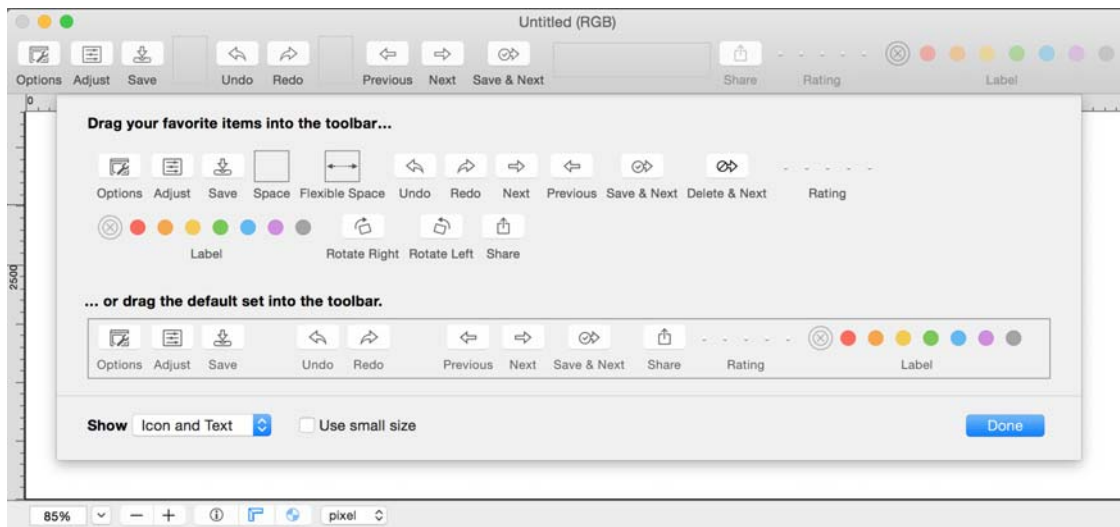 Untitled (RGB)
Options Adjust Save Undo Redo Previous Next Save & Next Share Rating Label
0
Drag your favorite items into the toolbar...
Options Adjust Save Space Flexible Space Undo Redo Next Previous Save & Next Delete & Next Rating
Label Rotate Right Rotate Left Share
2500
... or drag the default set into the toolbar.
Options Adjust Save Undo Redo Previous Next Save & Next Share Rating Label
Show Icon and Text Use small size Done
85% pixel